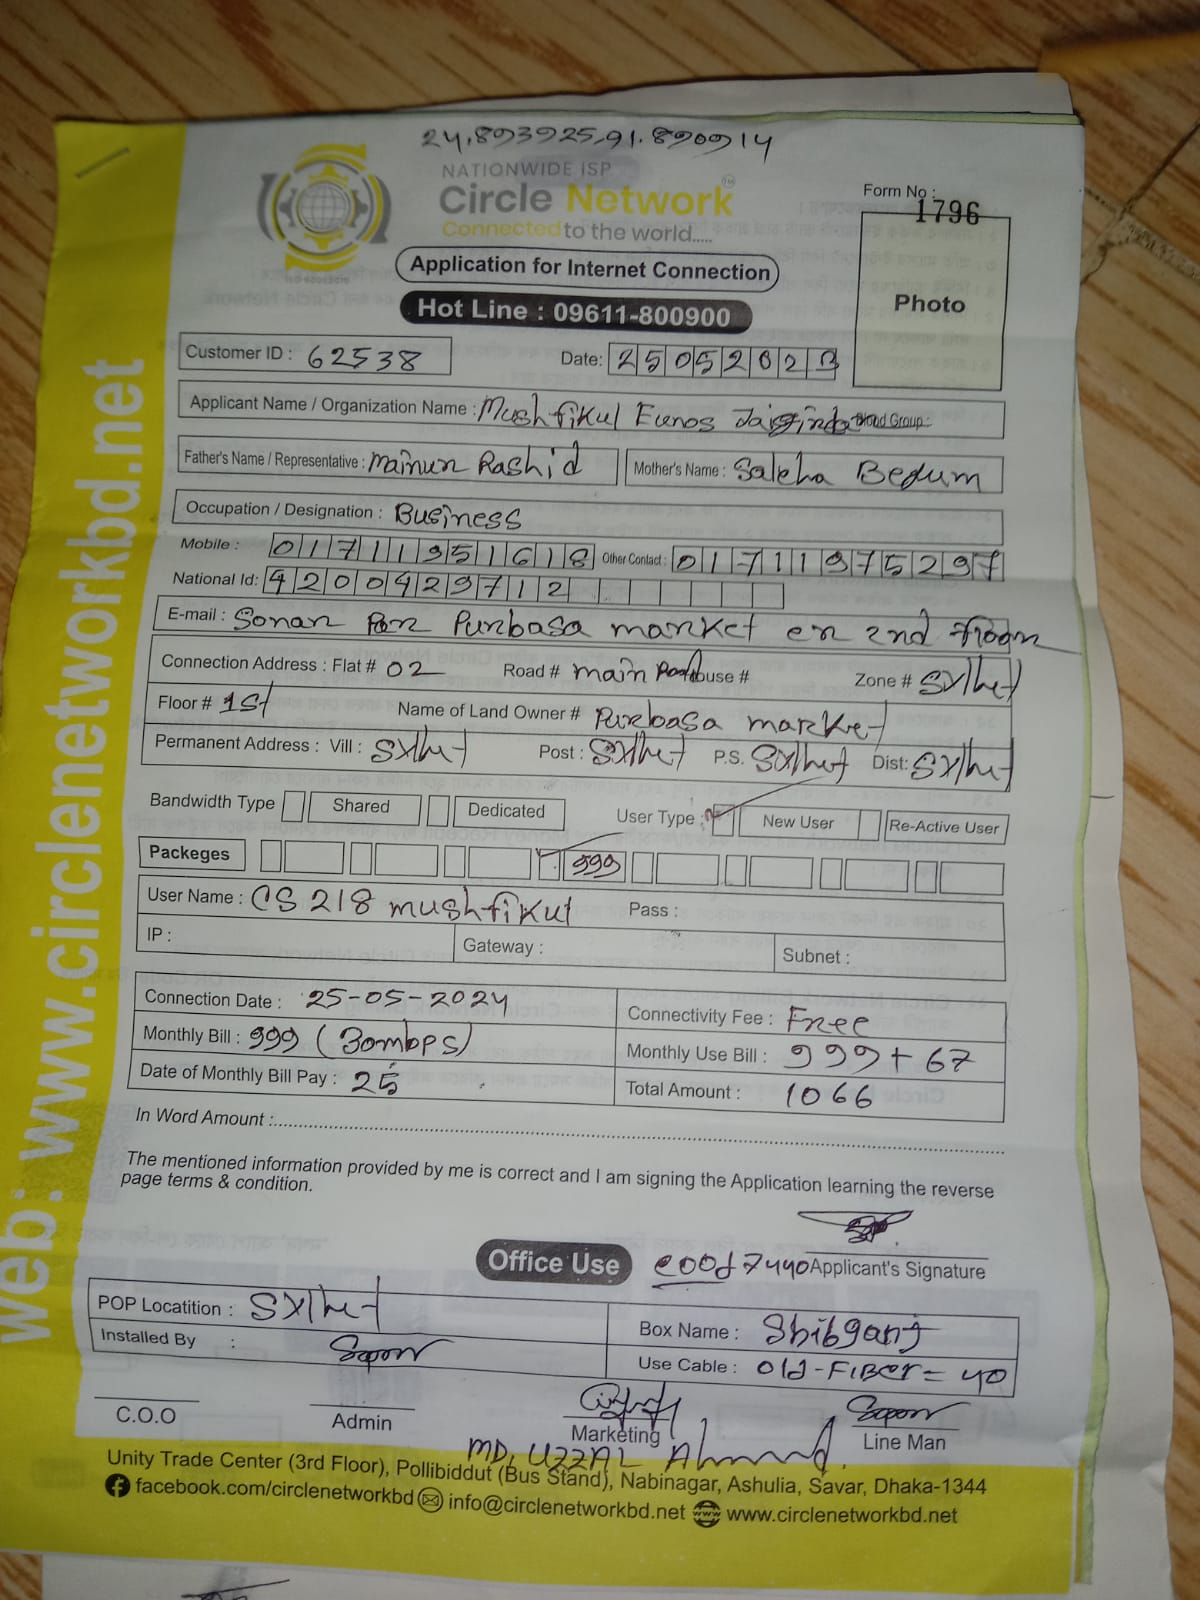 24.893925,91.890914
NATIONWIDE ISP
Circle Network
Connected to the world.....
Form No : 1796
Photo
Application for Internet Connection
Hot Line : 09611-800900
Customer ID : 62538 Date: 2505202
Applicant Name / Organization Name : Mushfikul Eunos Blood Group:
Father's Name / Representative : Mainun Rashid Mother's Name : Saleha Begum
Occupation / Designation : Business
Mobile : 01711951618 Other Contact : 01711975297
National Id: 4200429712
E-mail : Sonan Par Purbasa market er 2nd
Connection Address : Flat # 02 Road # main Road House # Zone # Sylhet
Floor # 1st Name of Land Owner # Purbasa market
Permanent Address : Vill : Sylhet Post : Sylhet P.S. Sylhet Dist: Sylhet
Bandwidth Type Shared Dedicated User Type : New User Re-Active User
Packeges 999
User Name : CS 218 mushfikul Pass :
IP : Gateway : Subnet :
Connection Date : 25-05-2024 Connectivity Fee : Free
Monthly Bill : 999 (30mbps) Monthly Use Bill : 999+67
Date of Monthly Bill Pay : 25 Total Amount : 1066
In Word Amount :
The mentioned information provided by me is correct and I am signing the Application learning the reverse
page terms & condition.
Office Use Applicant's Signature
POP Locatition : Sylhet Box Name : Shibganj
Installed By : Sapon Use Cable : Old-FIBER = 40
C.O.O Admin Marketing Sapon Line Man
MD, UZZAL Ahmed.
Unity Trade Center (3rd Floor), Pollibiddut (Bus Stand), Nabinagar, Ashulia, Savar, Dhaka-1344
facebook.com/circlenetworkbd info@circlenetworkbd.net www.circlenetworkbd.net
web: www.circlenetworkbd.net